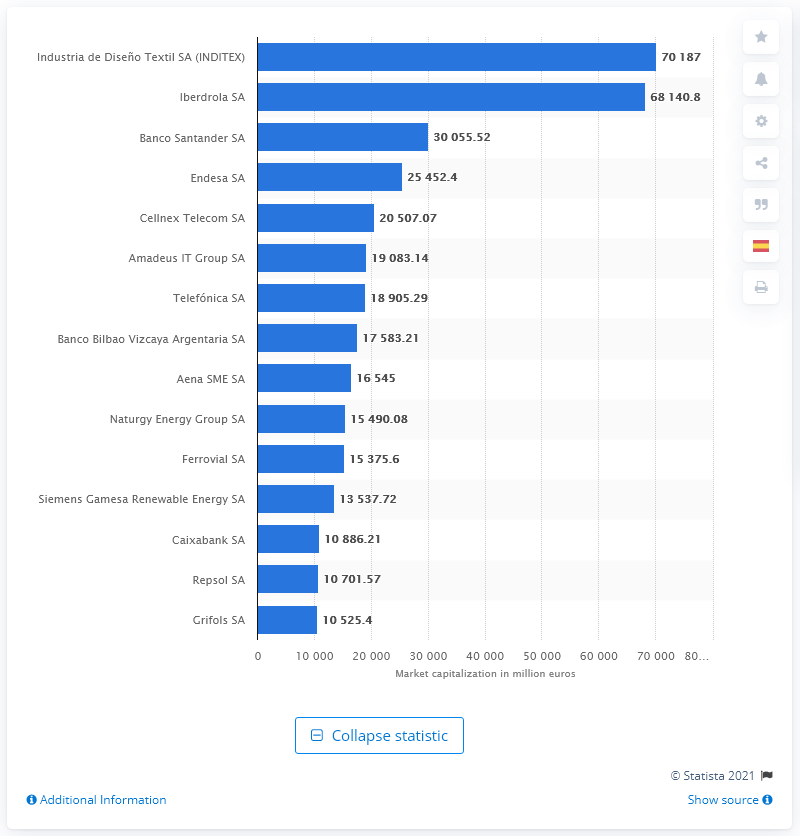 Industria de Diseño Textil SA (INDITEX) 70 187
Iberdrola SA 68 140.8
Banco Santander SA 30 055.52
Endesa SA 25 452.4
Cellnex Telecom SA 20 507.07
Amadeus IT Group SA 19 083.14
Telefónica SA 18 905.29
Banco Bilbao Vizcaya Argentaria SA 17 583.21
Aena SME SA 16 545
Naturgy Energy Group SA 15 490.08
Ferrovial SA 15 375.6
Siemens Gamesa Renewable Energy SA 13 537.72
Caixabank SA 10 886.21
Repsol SA 10 701.57
Grifols SA 10 525.4
0 10 000 20 000 30 000 40 000 50 000 60 000 70 000 80...
Market capitalization in million euros
Collapse statistic
© Statista 2021
Additional Information Show source